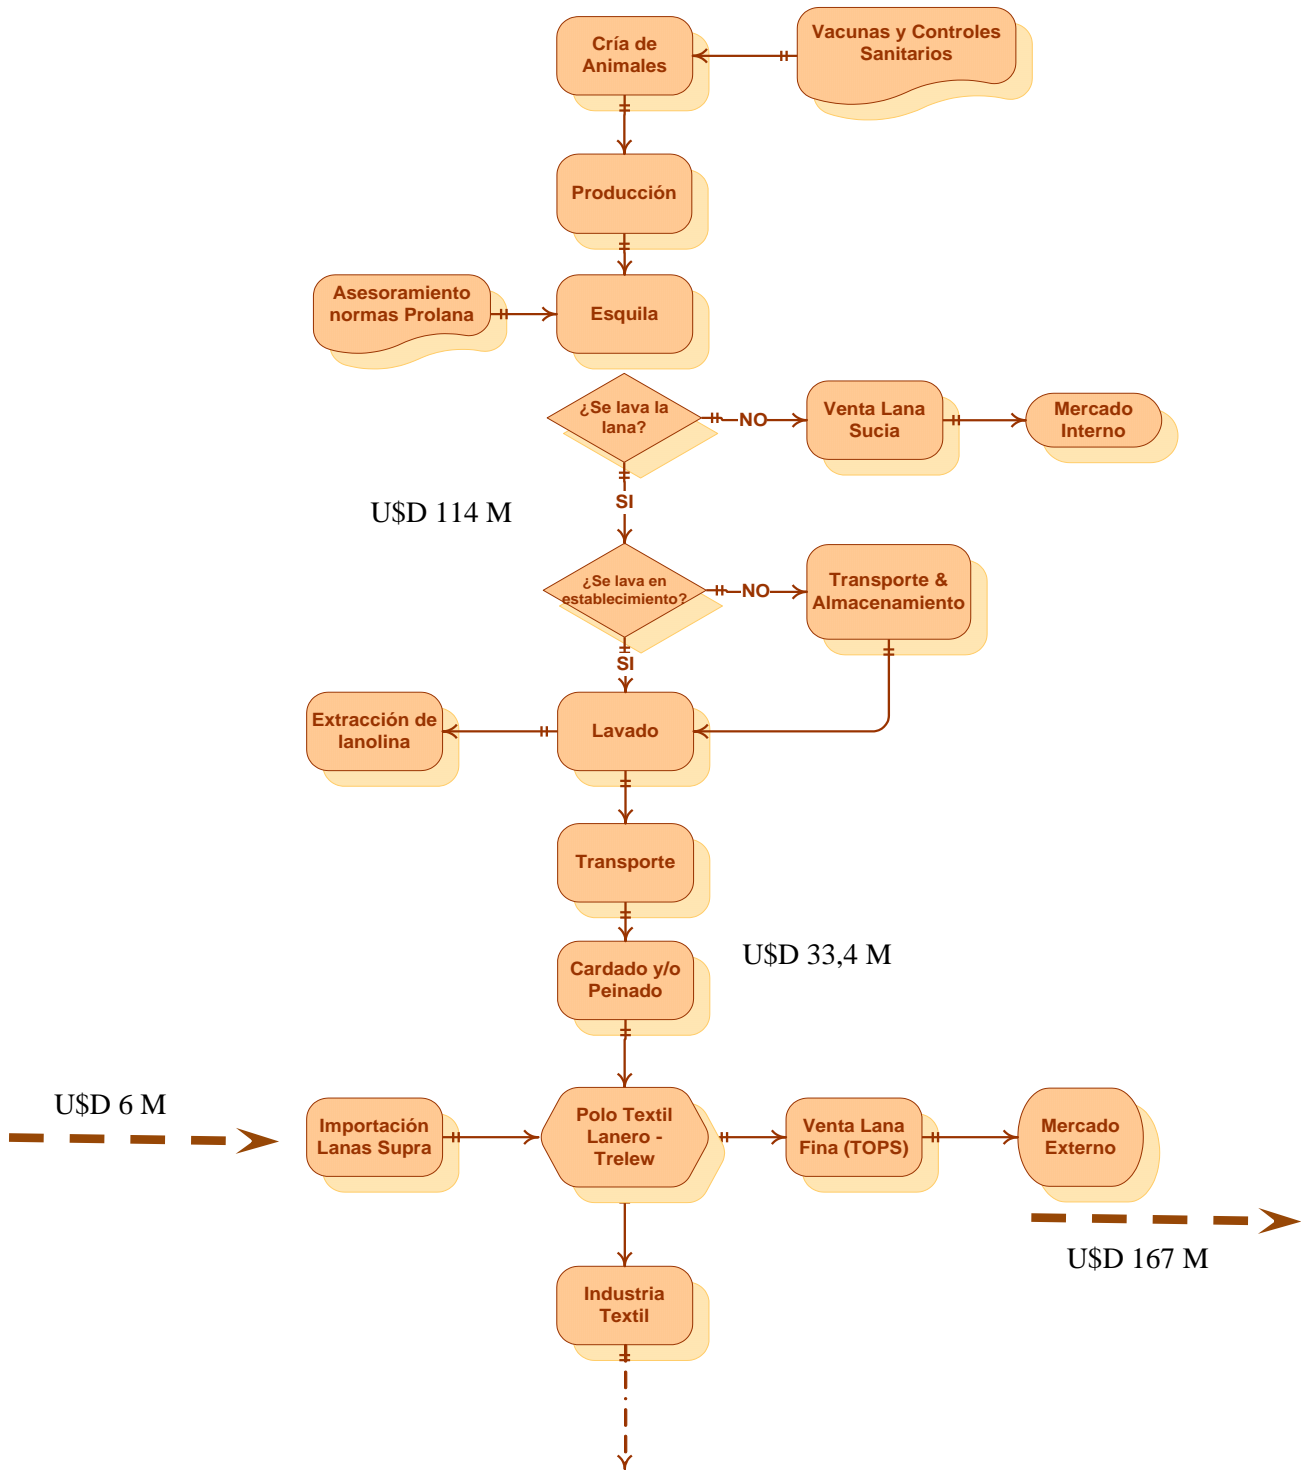 Cría de
Animales
Vacunas y Controles
Sanitarios
Producción
Asesoramiento
normas Prolana
Esquila
¿Se lava la
lana?
NO
Venta Lana
Sucia
Mercado
Interno
SI
U$D 114 M
¿Se lava en
establecimiento?
NO
Transporte &
Almacenamiento
SI
Extracción de
lanolina
Lavado
Transporte
Cardado y/o
Peinado
U$D 33,4 M
U$D 6 M
Importación
Lanas Supra
Polo Textil
Lanero -
Trelew
Venta Lana
Fina (TOPS)
Mercado
Externo
U$D 167 M
Industria
Textil